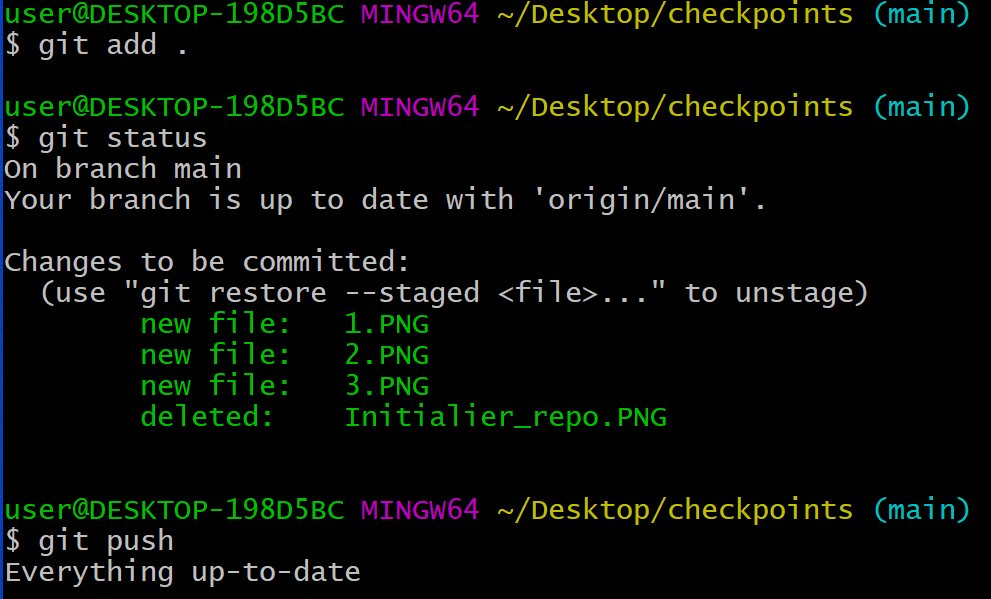 user@DESKTOP-198D5BC MINGW64 ~/Desktop/checkpoints (main)
$ git add .
user@DESKTOP-198D5BC MINGW64 ~/Desktop/checkpoints (main)
$ git status
On branch main
Your branch is up to date with 'origin/main'.
Changes to be committed:
  (use "git restore --staged <file>..." to unstage)
        new file:   1.PNG
        new file:   2.PNG
        new file:   3.PNG
        deleted:    Initialier_repo.PNG
user@DESKTOP-198D5BC MINGW64 ~/Desktop/checkpoints (main)
$ git push
Everything up-to-date